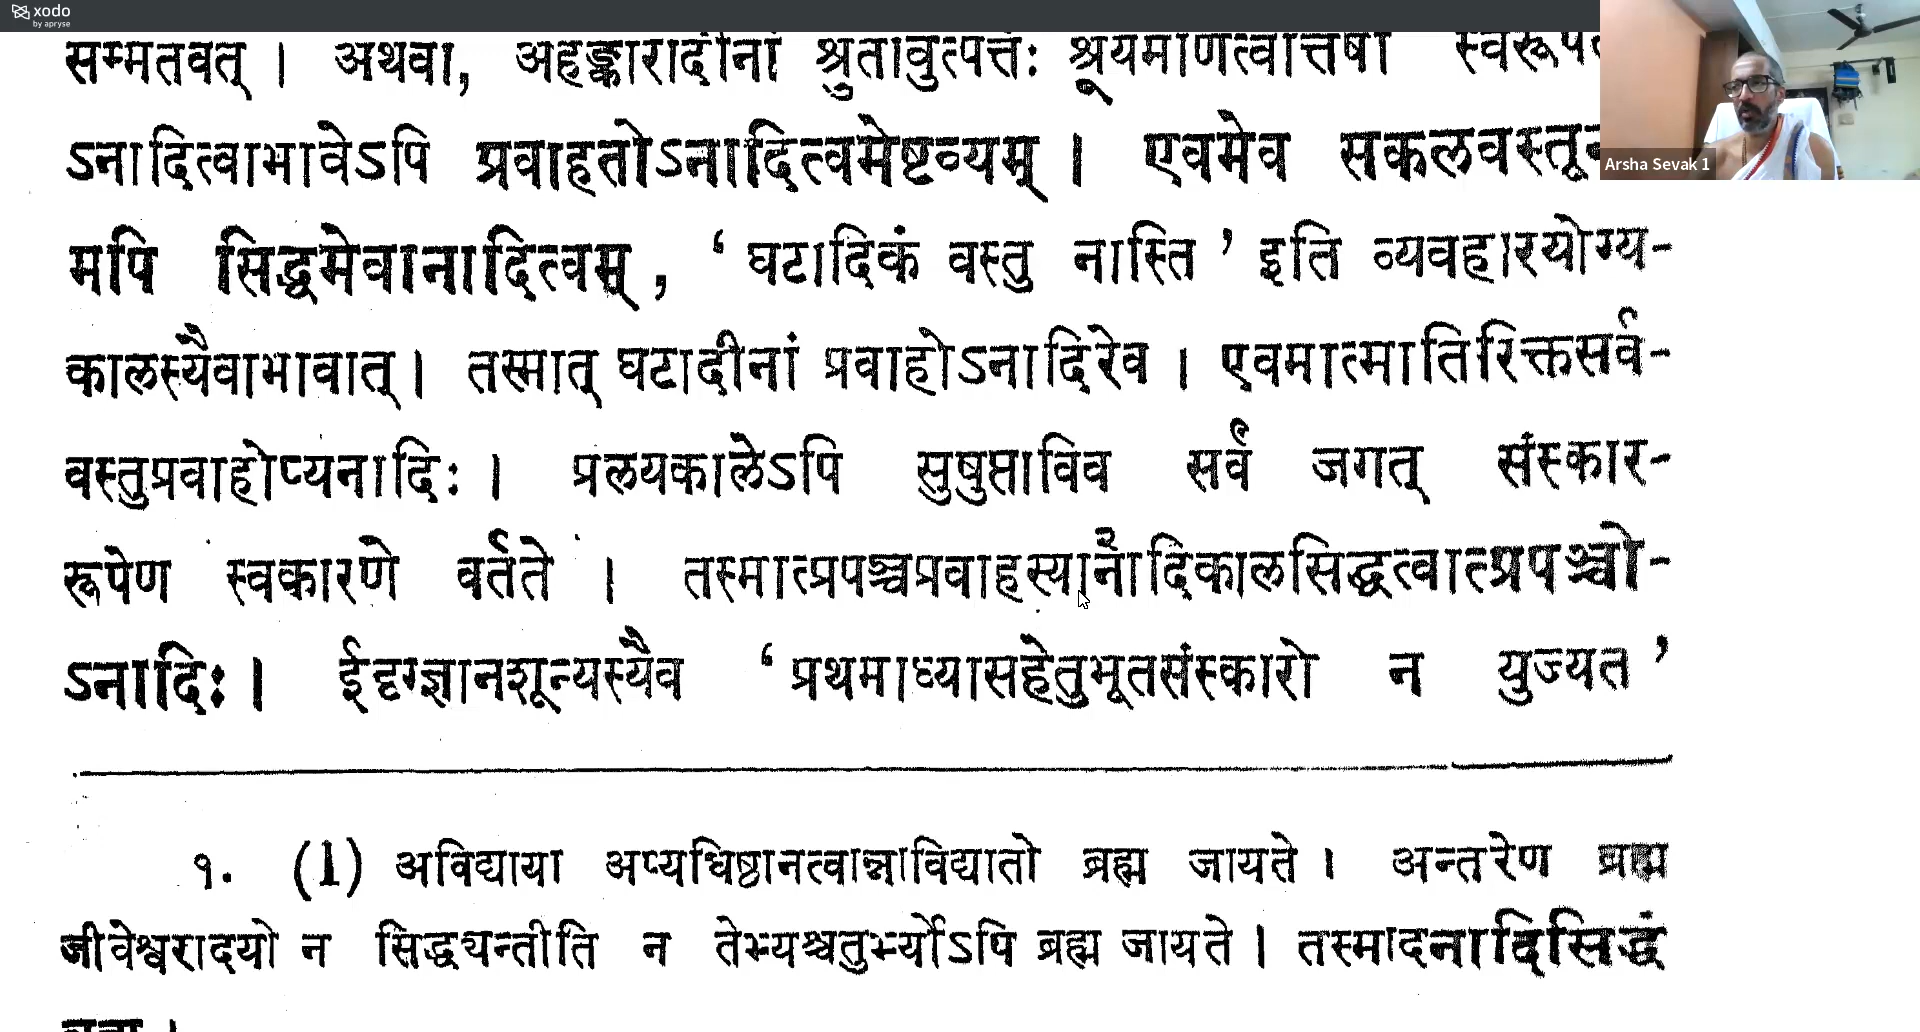 xodo
by apryse
सम्मतवत् । अथवा, अहङ्कारादीनां श्रुतावुत्पत्तेः श्रूयमाणत्वात्तेषां
Arsha Sevak 1
ऽनादित्वाभावेऽपि प्रवाहतोऽनादित्वमेष्टव्यम् । एवमेव
मपि सिद्धमेवानादित्वम्, ‘ घटादिकं वस्तु नास्ति ’ इति व्यवहारयोग्य-
कालस्यैवाभावात् । तस्मात् घटादीनां प्रवाहोऽनादिरेव । एवमात्मातिरिक्तसर्व-
वस्तुप्रवाहोप्यनादिः । प्रलयकालेऽपि सुषुप्ताविव सर्वं जगत् संस्कार-
रूपेण स्वकारणे वर्तते । तस्मात्प्रपञ्चप्रवाहस्यानादिकालसिद्धत्वात्प्रपञ्चो-
ऽनादिः । ईदृग्ज्ञानशून्यस्यैव ‘ प्रथमाध्यासहेतुभूतसंस्कारो न युज्यत ’
१. (1) अविद्याया अप्यधिष्ठानत्वान्नाविद्यातो ब्रह्म जायते । अन्तरेण ब्रह्म
जीवेश्वरादयो न सिद्ध्यन्तीति न तेभ्यश्चतुर्भ्योऽपि ब्रह्म जायते । तस्मादनादिसिद्धं